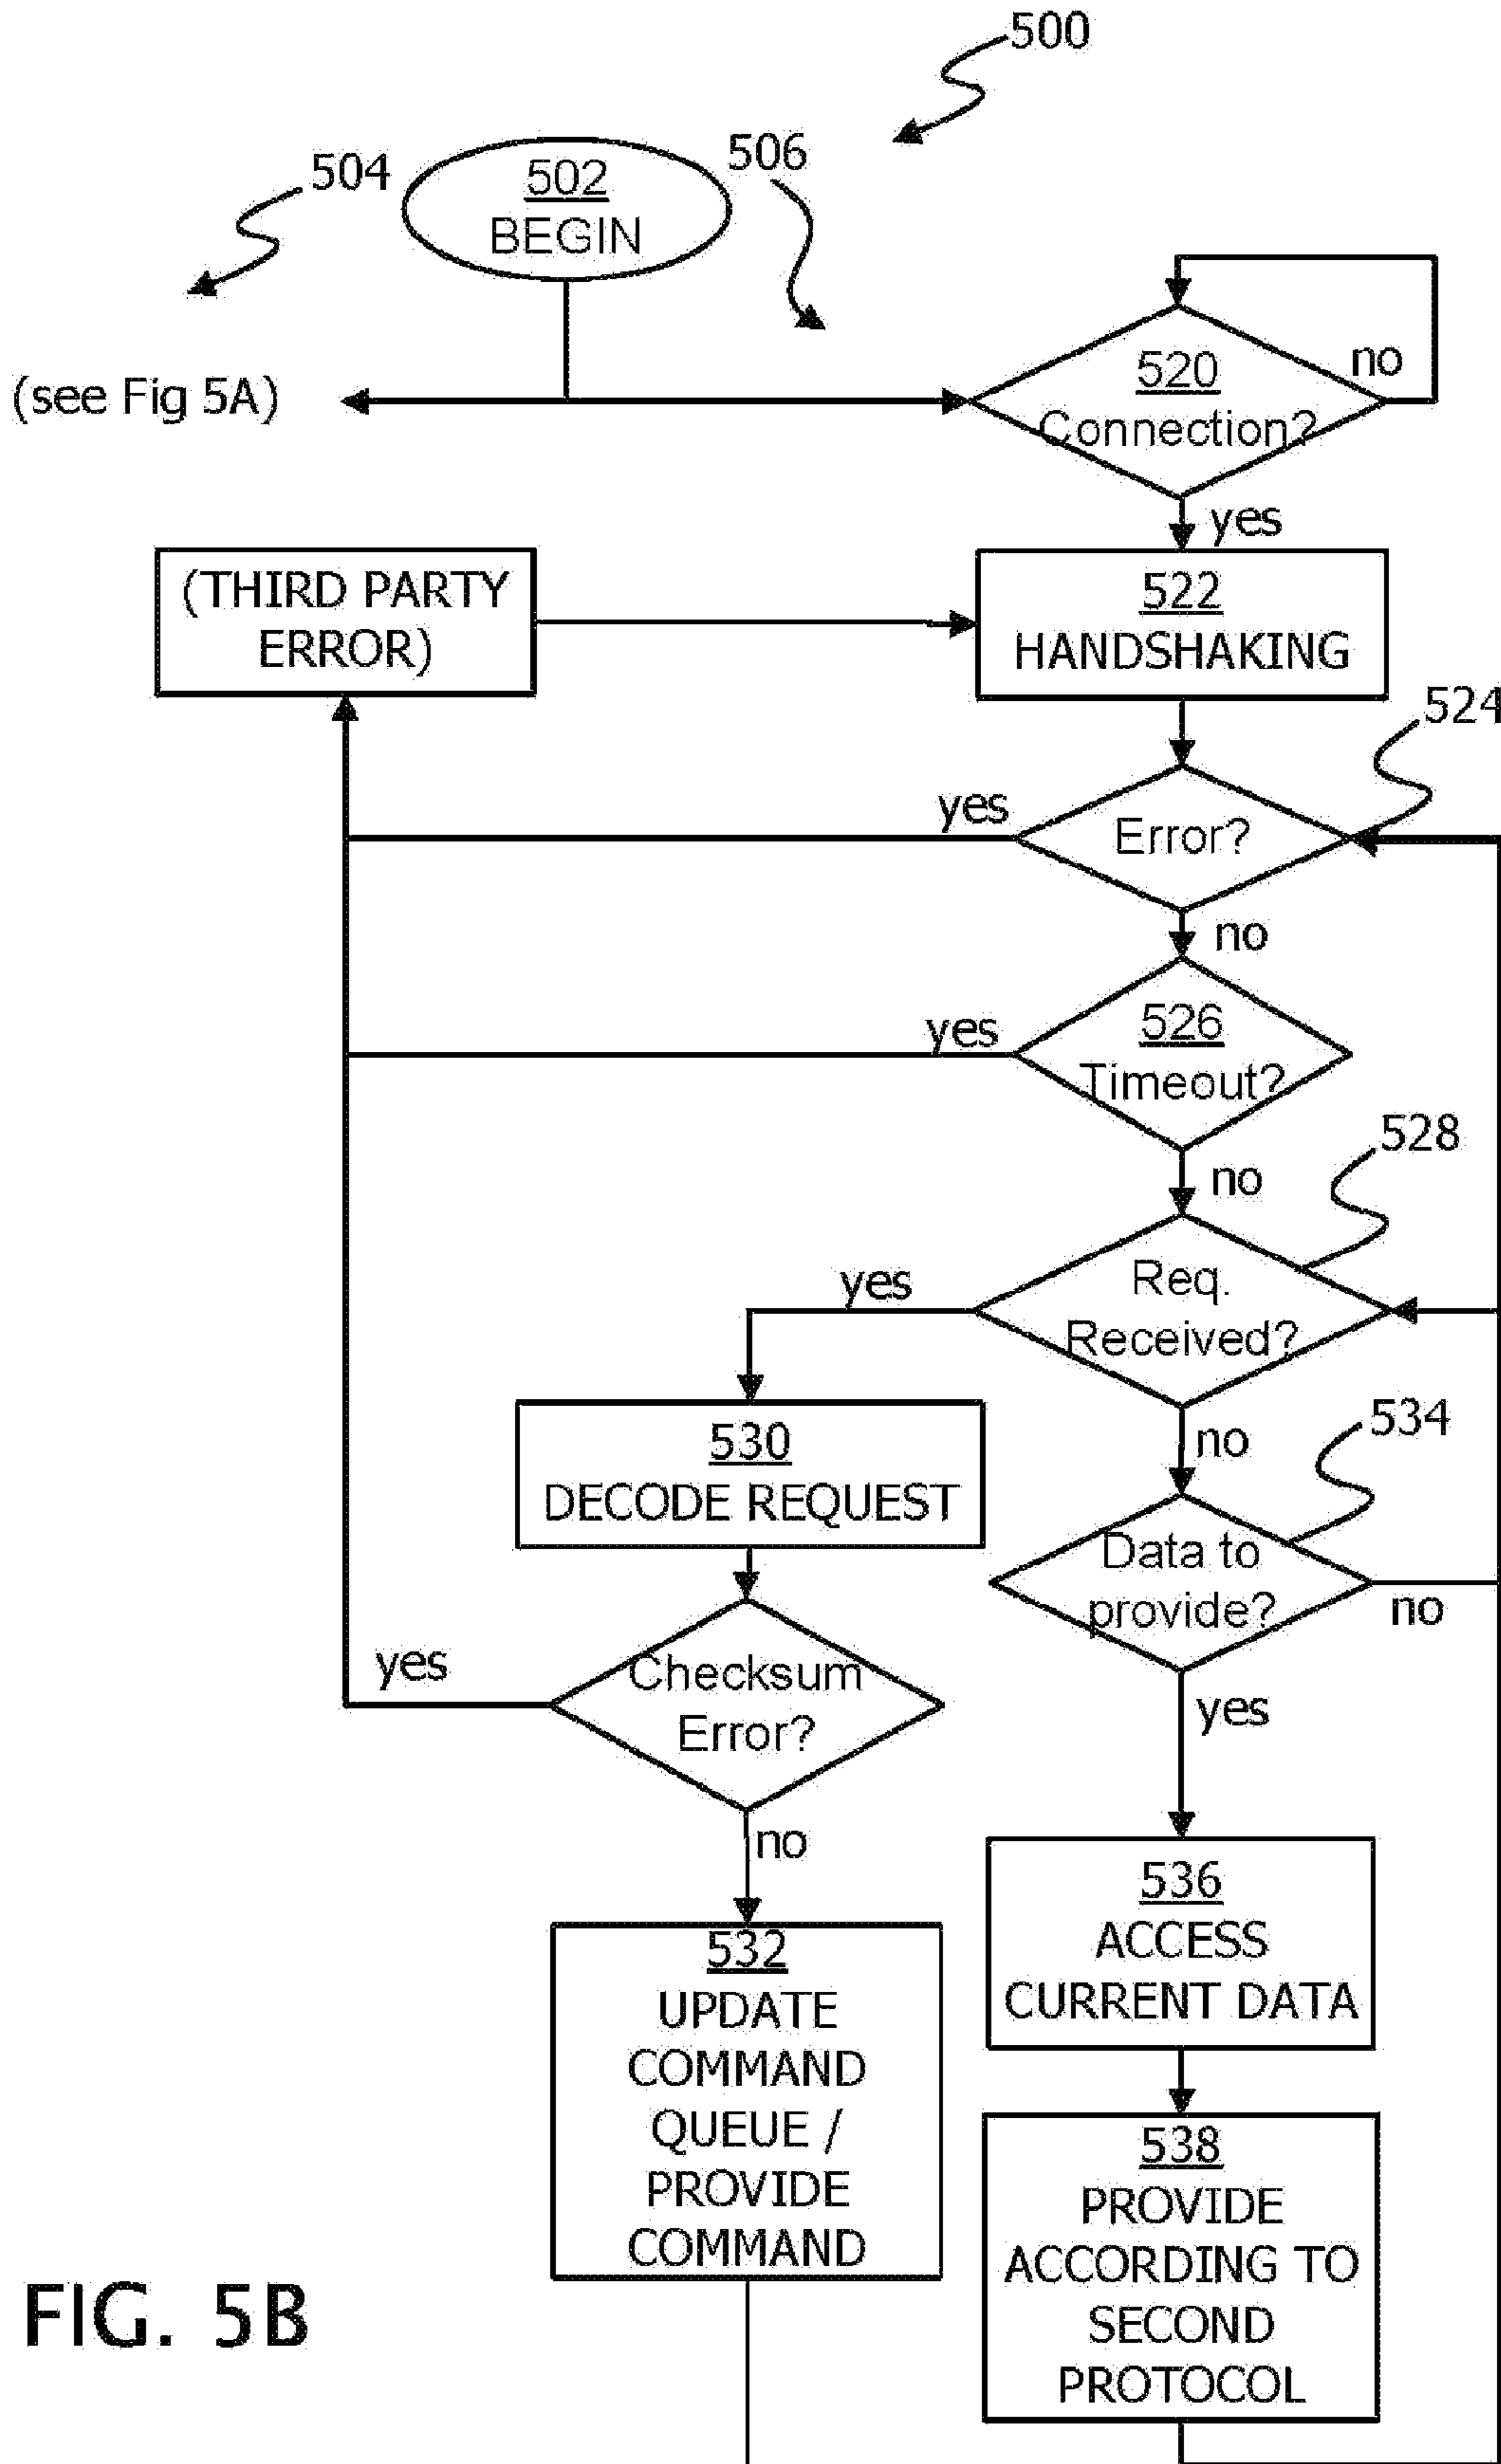 500
504
502
BEGIN
506
(see Fig 5A)
520
Connection?
no
yes
(THIRD PARTY
ERROR)
522
HANDSHAKING
524
yes
Error?
no
yes
526
Timeout?
no
528
yes
Req.
Received?
530
DECODE REQUEST
no
534
Data to
provide?
no
yes
Checksum
Error?
yes
no
536
ACCESS
CURRENT DATA
532
UPDATE
COMMAND
QUEUE /
PROVIDE
COMMAND
538
PROVIDE
ACCORDING TO
SECOND
PROTOCOL
FIG. 5B